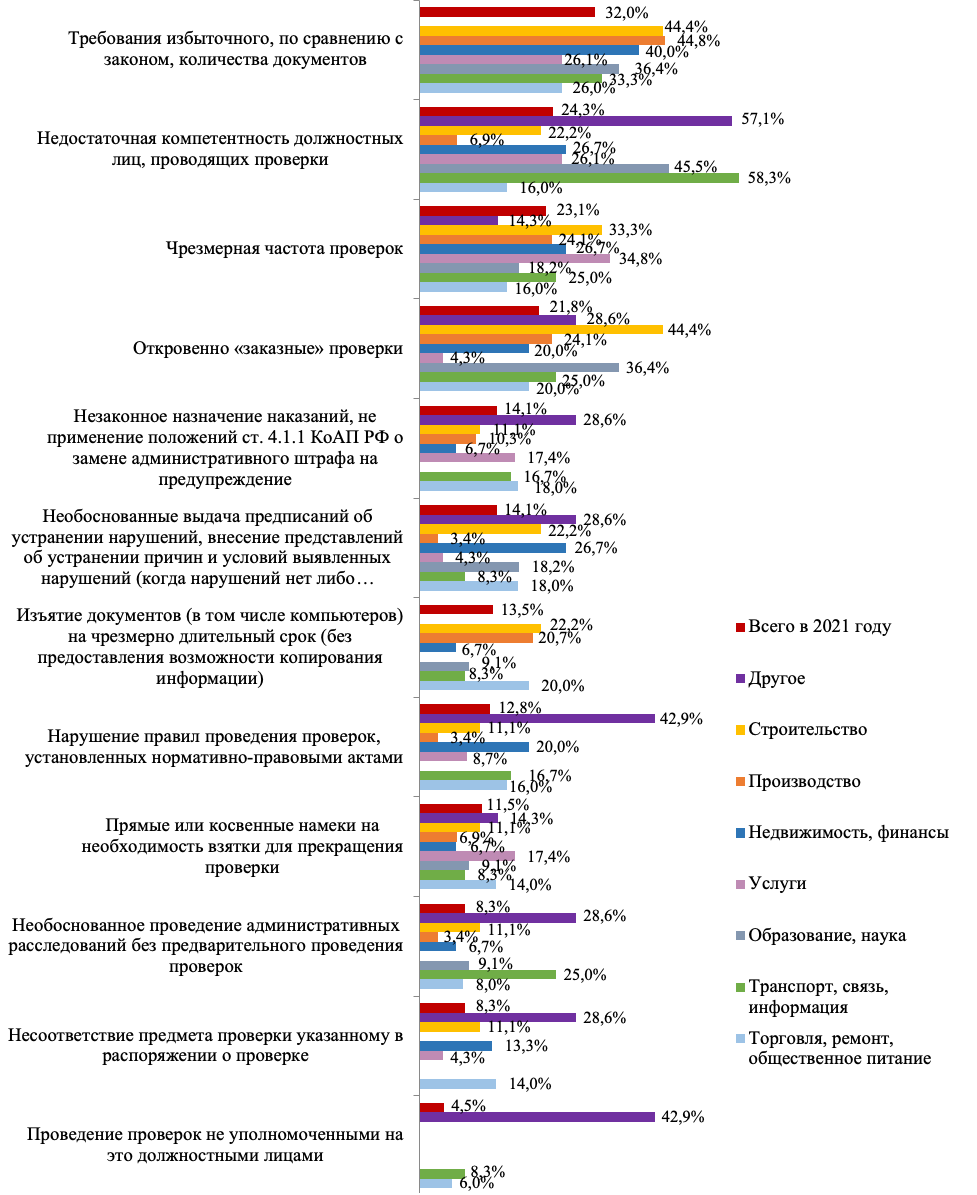 Требования избыточного, по сравнению с
законом, количества документов
32,0%
44,4%
44,8%
40,0%
26,1%
36,4%
33,3%
26,0%
Недостаточная компетентность должностных
лиц, проводящих проверки
24,3%
57,1%
22,2%
6,9%
26,7%
26,1%
45,5%
58,3%
16,0%
Чрезмерная частота проверок
23,1%
14,3%
33,3%
24,1%
26,7%
34,8%
18,2%
25,0%
16,0%
Откровенно «заказные» проверки
21,8%
28,6%
44,4%
24,1%
20,0%
4,3%
36,4%
25,0%
20,0%
Незаконное назначение наказаний, не
применение положений ст. 4.1.1 КоАП РФ о
замене административного штрафа на
предупреждение
14,1%
28,6%
11,1%
10,3%
6,7%
17,4%
16,7%
18,0%
Необоснованные выдача предписаний об
устранении нарушений, внесение представлений
об устранении причин и условий выявленных
нарушений (когда нарушений нет либо…
14,1%
28,6%
22,2%
3,4%
26,7%
4,3%
18,2%
8,3%
18,0%
Изъятие документов (в том числе компьютеров)
на чрезмерно длительный срок (без
предоставления возможности копирования
информации)
13,5%
22,2%
20,7%
6,7%
9,1%
8,3%
20,0%
Нарушение правил проведения проверок,
установленных нормативно-правовыми актами
12,8%
42,9%
11,1%
3,4%
20,0%
8,7%
16,7%
16,0%
Прямые или косвенные намеки на
необходимость взятки для прекращения
проверки
11,5%
14,3%
11,1%
6,9%
6,7%
17,4%
9,1%
8,3%
14,0%
Необоснованное проведение административных
расследований без предварительного проведения
проверок
8,3%
28,6%
11,1%
3,4%
6,7%
9,1%
25,0%
8,0%
Несоответствие предмета проверки указанному в
распоряжении о проверке
8,3%
28,6%
11,1%
13,3%
4,3%
14,0%
Проведение проверок не уполномоченными на
это должностными лицами
4,5%
42,9%
8,3%
6,0%
Всего в 2021 году
Другое
Строительство
Производство
Недвижимость, финансы
Услуги
Образование, наука
Транспорт, связь,
информация
Торговля, ремонт,
общественное питание